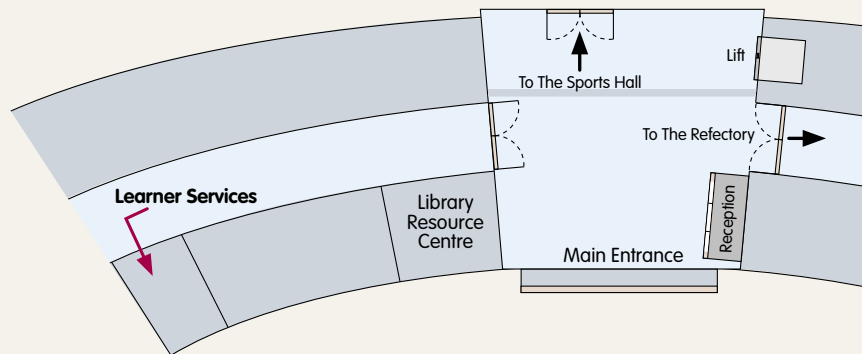 Lift
To The Sports Hall
To The Refectory
Learner Services
Library
Resource
Centre
Reception
Main Entrance